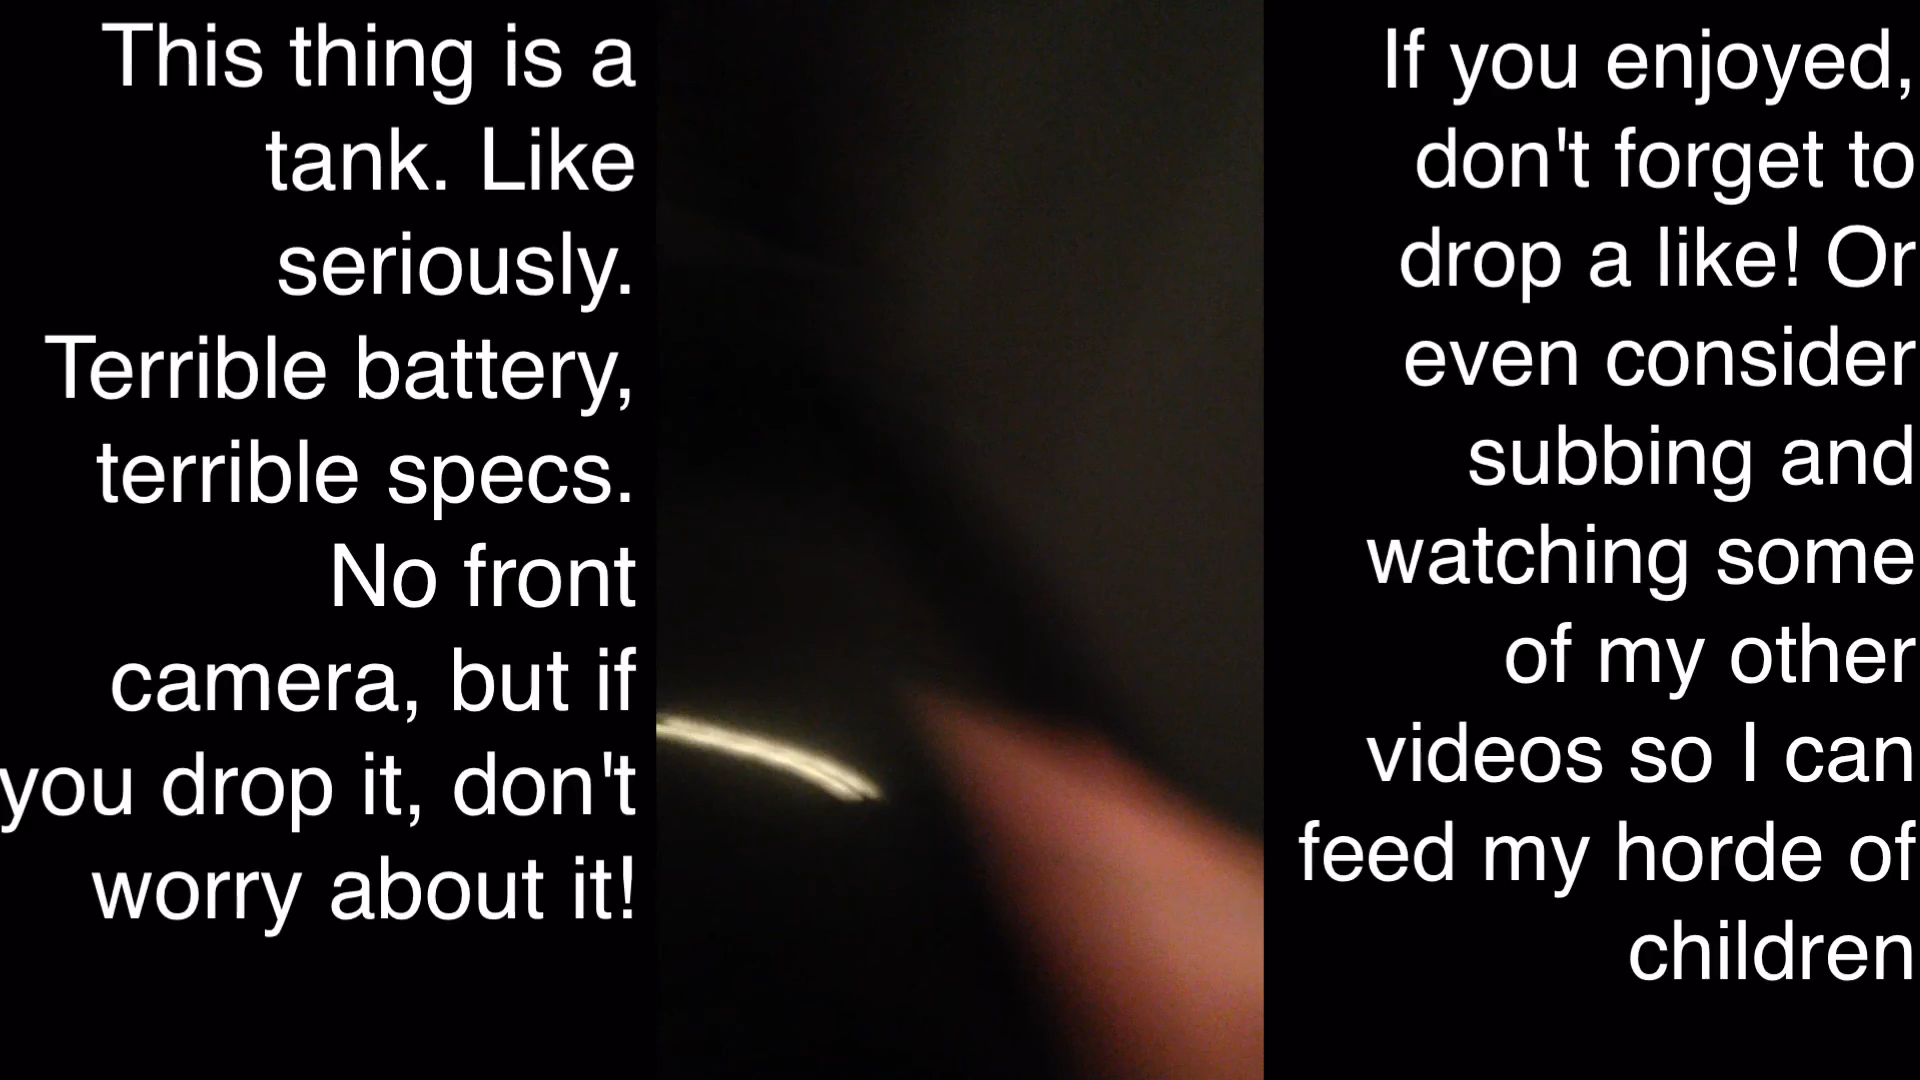 This thing is a
tank. Like
seriously.
Terrible battery,
terrible specs.
No front
camera, but if
you drop it, don't
worry about it!
If you enjoyed,
don't forget to
drop a like! Or
even consider
subbing and
watching some
of my other
videos so I can
feed my horde of
children